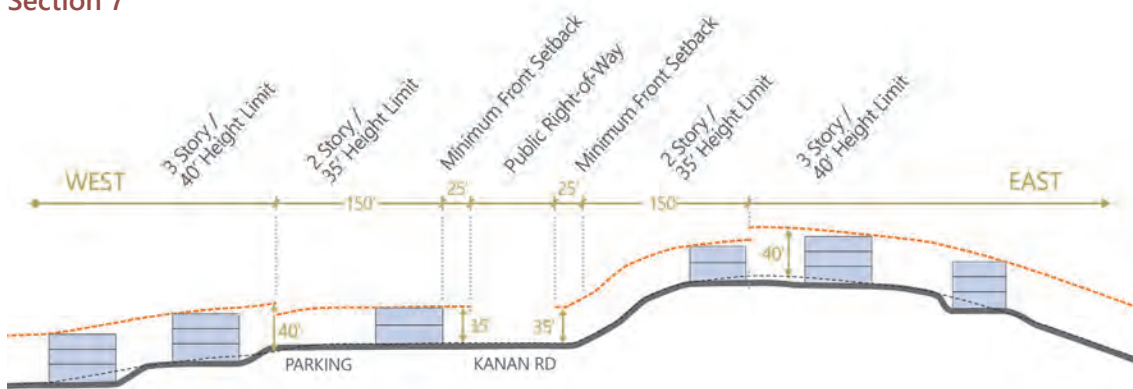 Section 7
3 Story /
40' Height Limit
2 Story /
35' Height Limit
Minimum Front Setback
Public Right-of-Way
Minimum Front Setback
2 Story /
35' Height Limit
3 Story /
40' Height Limit
WEST
150'
25'
25'
150'
EAST
40'
35'
35'
40'
PARKING
KANAN RD